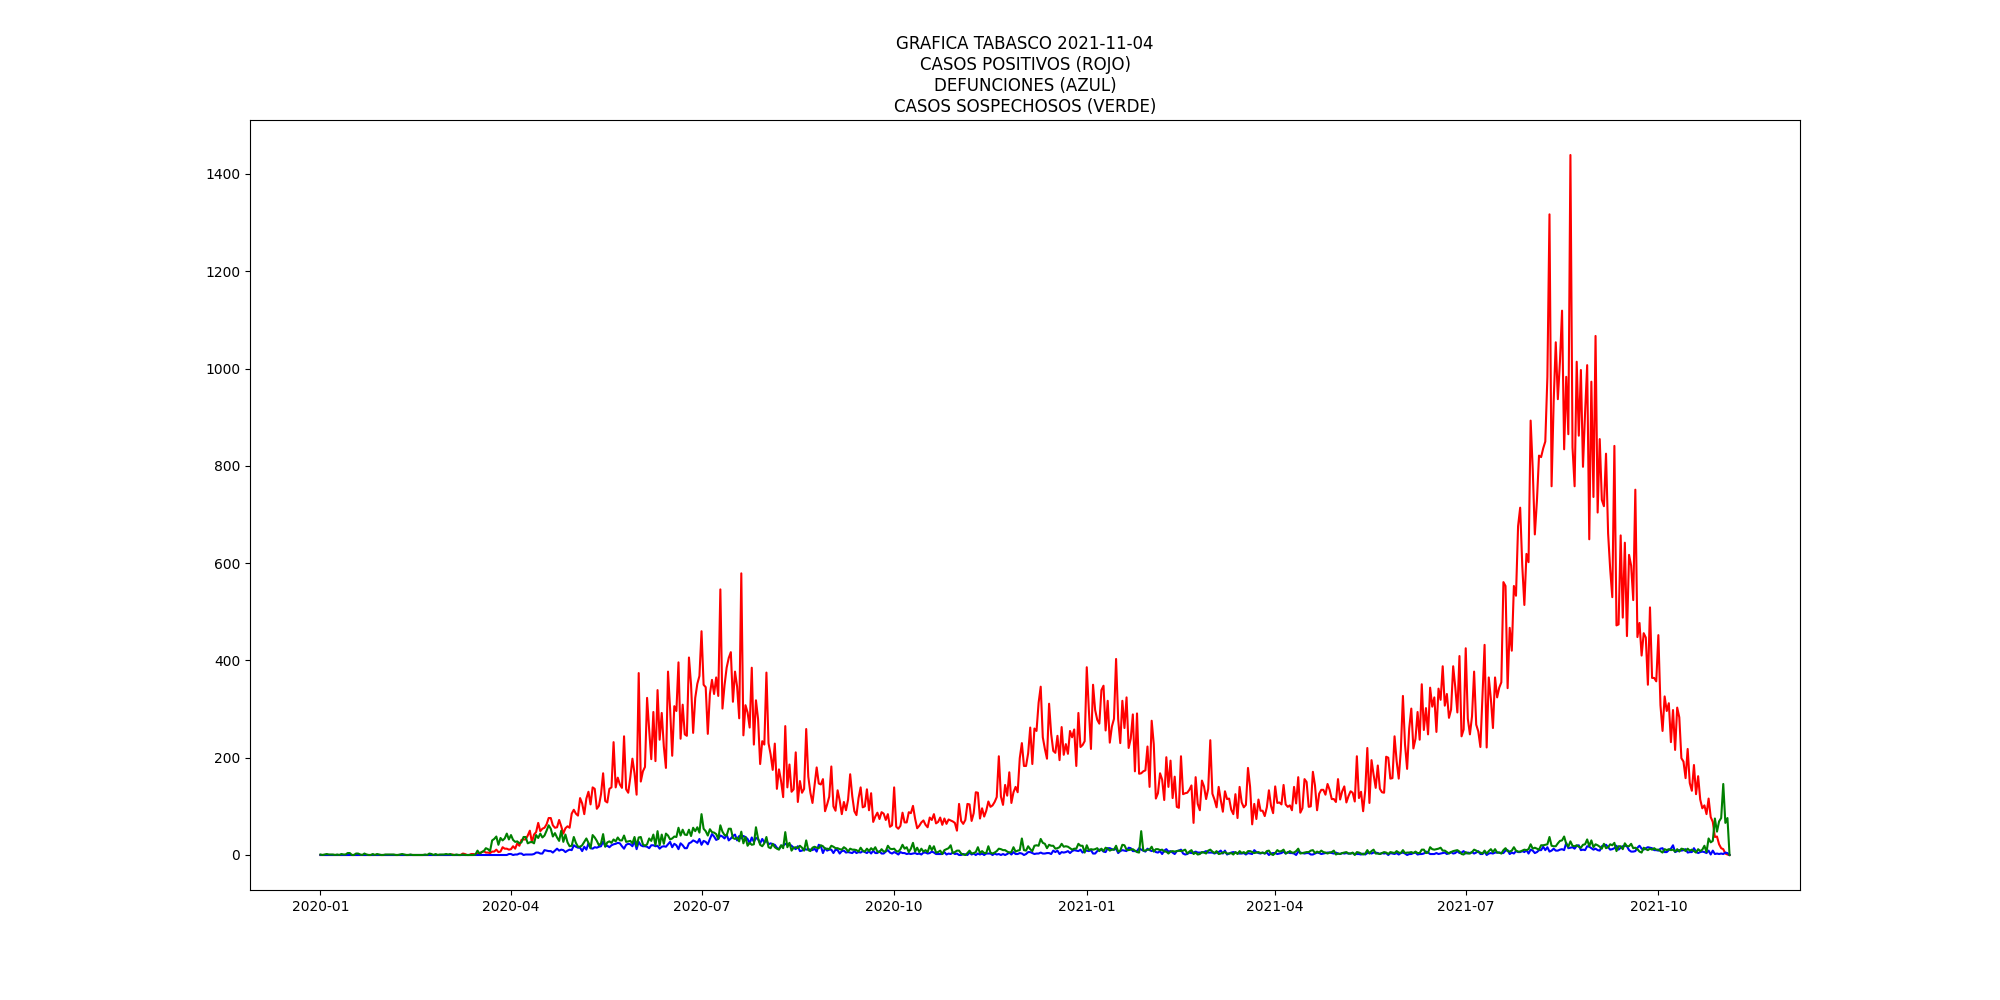 GRAFICA TABASCO 2021-11-04
CASOS POSITIVOS (ROJO)
DEFUNCIONES (AZUL)
CASOS SOSPECHOSOS (VERDE)
1400
1200
1000
800
600
400
200
0
2020-01 2020-04 2020-07 2020-10 2021-01 2021-04 2021-07 2021-10